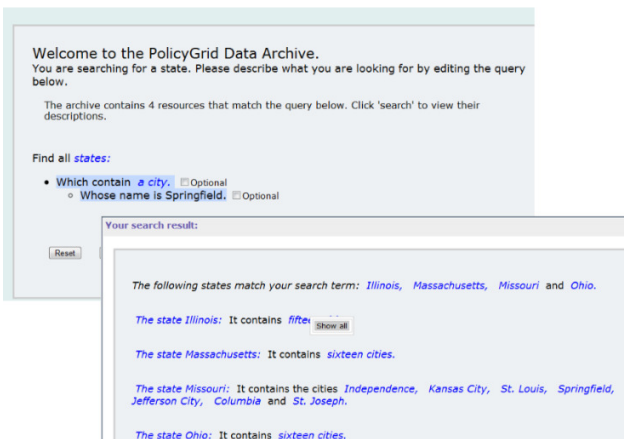 Welcome to the PolicyGrid Data Archive.
You are searching for a state. Please describe what you are looking for by editing the query
below.
The archive contains 4 resources that match the query below. Click 'search' to view their
descriptions.
Find all states:
Which contain a city. Optional
Whose name is Springfield. Optional
Reset
Your search result:
The following states match your search term: Illinois, Massachusetts, Missouri and Ohio.
The state Illinois: It contains
Show all
The state Massachusetts: It contains sixteen cities.
The state Missouri: It contains the cities Independence, Kansas City, St. Louis, Springfield,
Jefferson City, Columbia and St. Joseph.
The state Ohio: It contains sixteen cities.